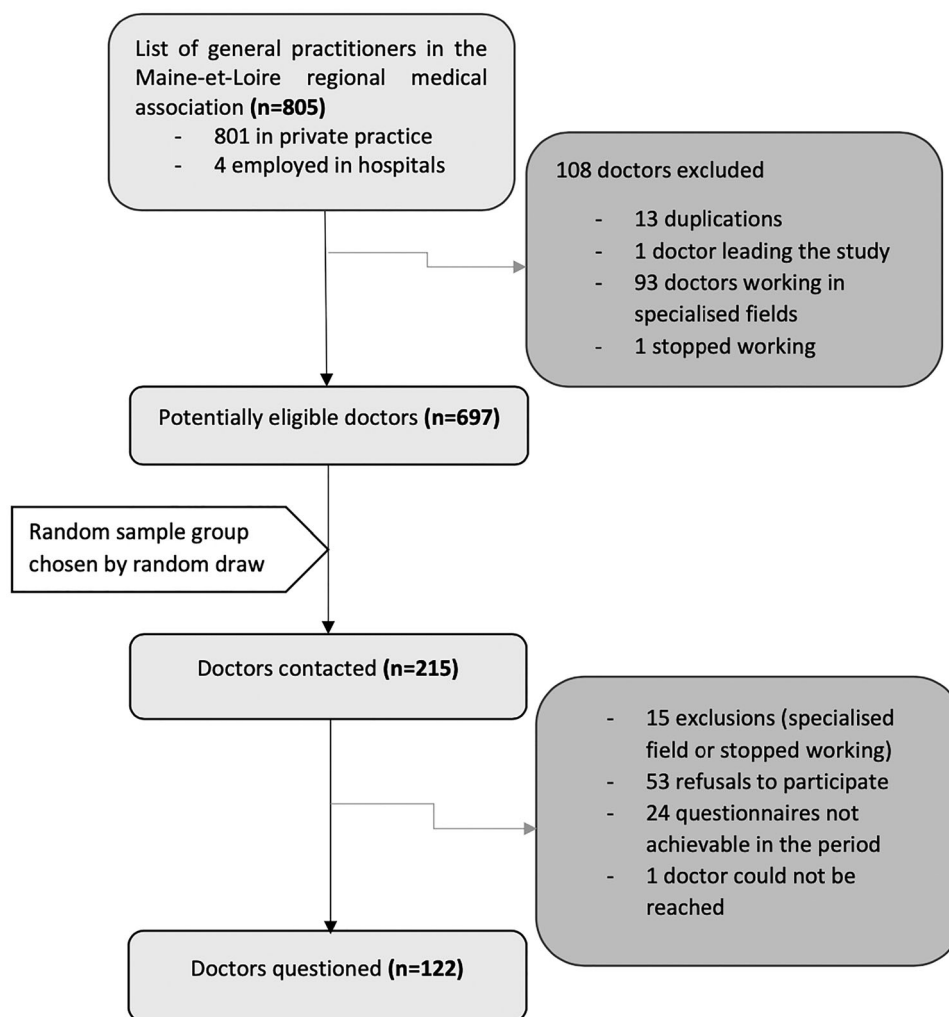 List of general practitioners in the
Maine-et-Loire regional medical
association (n=805)
- 801 in private practice
- 4 employed in hospitals
108 doctors excluded
- 13 duplications
- 1 doctor leading the study
- 93 doctors working in
specialised fields
- 1 stopped working
Potentially eligible doctors (n=697)
Random sample group
chosen by random draw
Doctors contacted (n=215)
- 15 exclusions (specialised
field or stopped working)
- 53 refusals to participate
- 24 questionnaires not
achievable in the period
- 1 doctor could not be
reached
Doctors questioned (n=122)